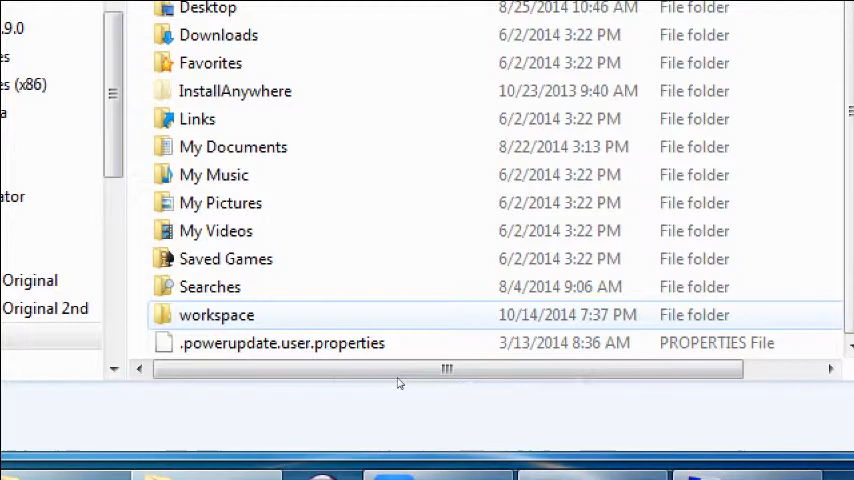 .9.0
es
es (x86)
a
ator
Original
Original 2nd
Desktop 8/25/2014 10:46 AM File folder
Downloads 6/2/2014 3:22 PM File folder
Favorites 6/2/2014 3:22 PM File folder
InstallAnywhere 10/23/2013 9:40 AM File folder
Links 6/2/2014 3:22 PM File folder
My Documents 8/22/2014 3:13 PM File folder
My Music 6/2/2014 3:22 PM File folder
My Pictures 6/2/2014 3:22 PM File folder
My Videos 6/2/2014 3:22 PM File folder
Saved Games 6/2/2014 3:22 PM File folder
Searches 8/4/2014 9:06 AM File folder
workspace 10/14/2014 7:37 PM File folder
.powerupdate.user.properties 3/13/2014 8:36 AM PROPERTIES File